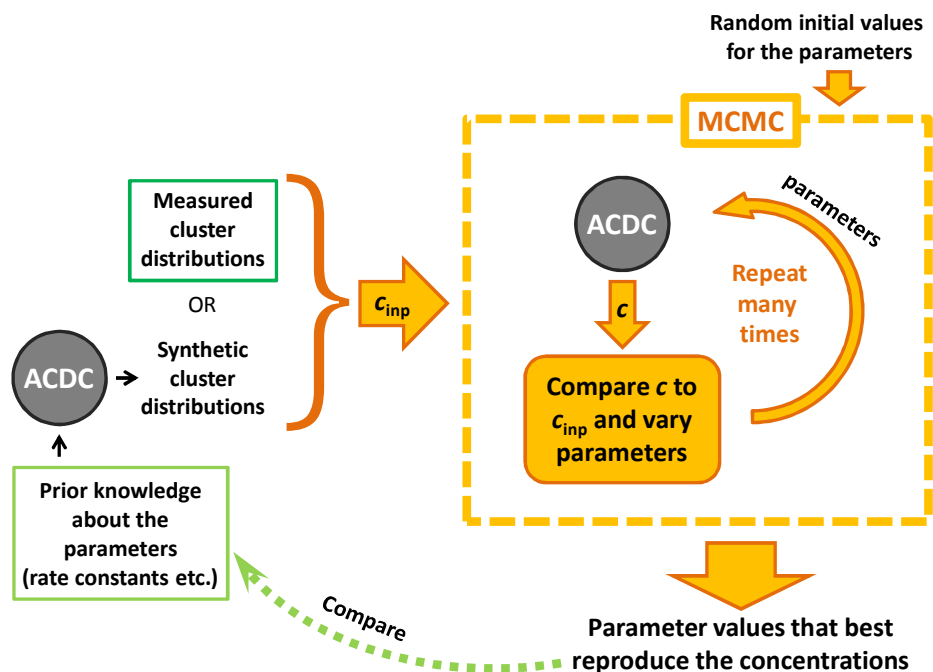 Random initial values
for the parameters
MCMC
Measured
cluster
distributions
OR
Synthetic
cluster
distributions
ACDC
Prior knowledge
about the
parameters
(rate constants etc.)
c_inp
ACDC
parameters
Repeat
many
times
c
Compare c to
c_inp and vary
parameters
Compare
Parameter values that best
reproduce the concentrations